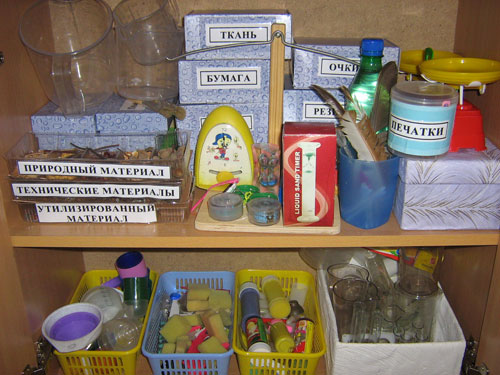 ТКАНЬ
БУМАГА
ОЧКИ
РЕЗ
ПЕЧАТКИ
ПРИРОДНЫЙ МАТЕРИАЛ
ТЕХНИЧЕСКИЕ МАТЕРИАЛЫ
УТИЛИЗИРОВАННЫЙ
МАТЕРИАЛ
LIQUID SAND TIMER